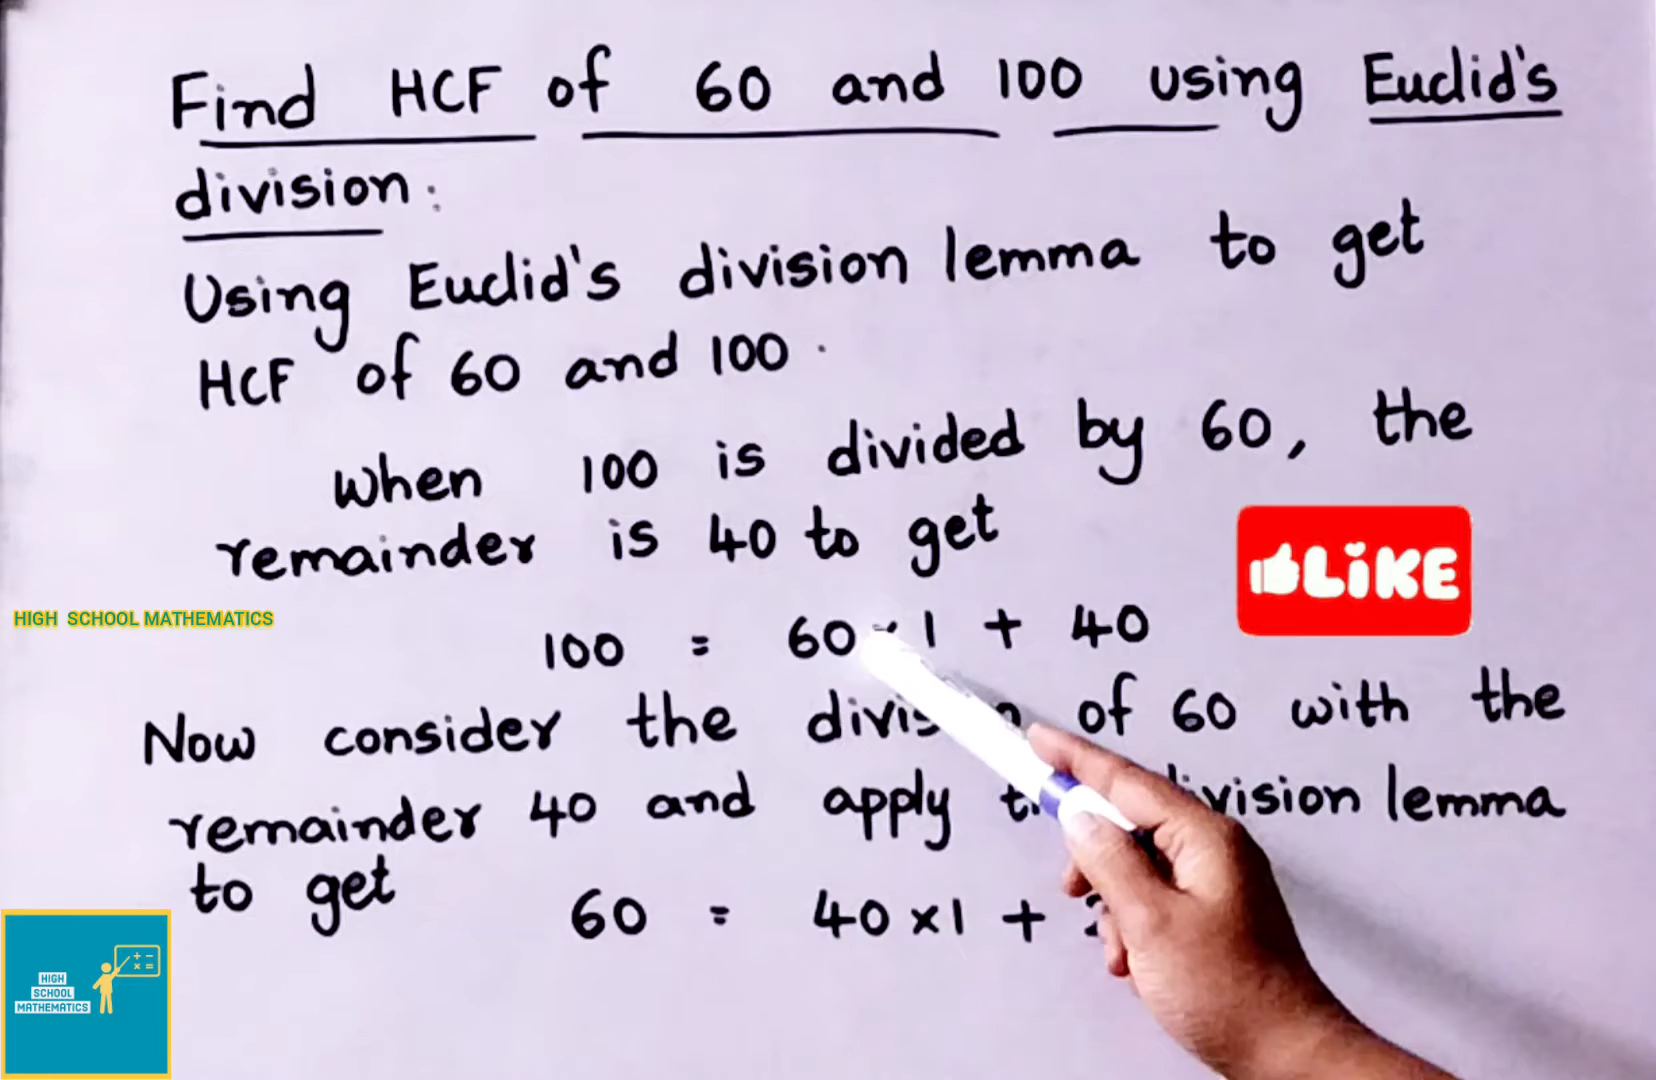 Find HCF of 60 and 100 using Euclid's
division:
Using Euclid's division lemma to get
HCF of 60 and 100.
When 100 is divided by 60, the
remainder is 40 to get
LiKE
HIGH SCHOOL MATHEMATICS
100 = 60 × 1 + 40
Now consider the of 60 with the
remainder 40 and apply lemma
to get
60 = 40 × 1 +
HIGH
SCHOOL
MATHEMATICS
+ −
× =